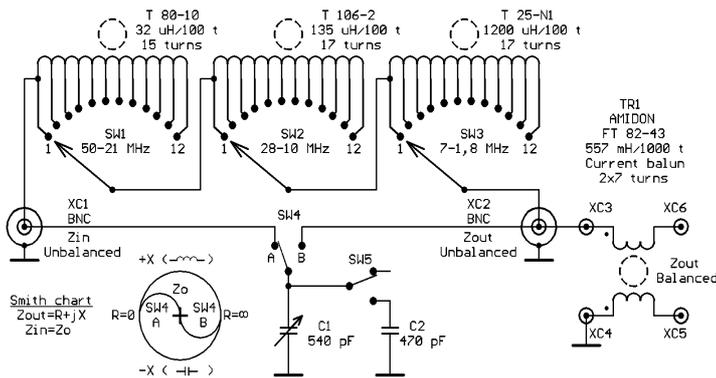 T 80-10
32 uH/100 t
15 turns
T 106-2
135 uH/100 t
17 turns
T 25-N1
1200 uH/100 t
17 turns
SW1
1 50-21 MHz 12
SW2
1 28-10 MHz 12
SW3
1 7-1,8 MHz 12
TR1
AMIDON
FT 82-43
557 mH/1000 t
Current balun
2x7 turns
XC1
BNC
Zin
Unbalanced
SW4
A B
XC2
BNC
Zout
Unbalanced
XC3 XC6
Zout
Balanced
XC4 XC5
SW5
C1
540 pF
C2
470 pF
Smith chart
Zout=R+jX
Zin=Zo
+X ( )
Zo
R=0 SW4 SW4 R=∞
A B
-X ( )